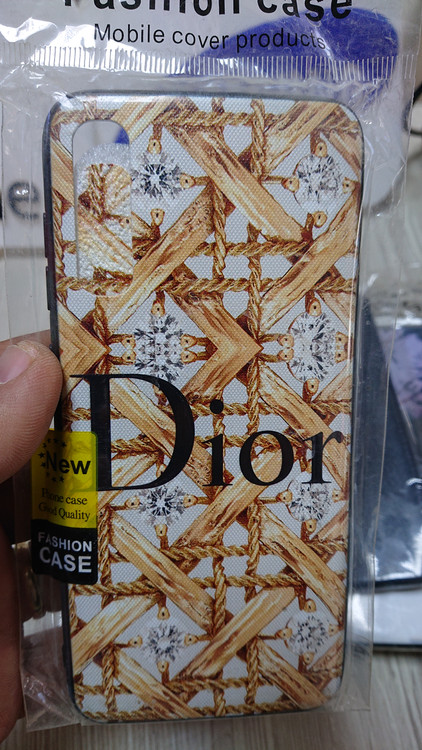 Fashion Case
Mobile cover products
Dior
New
Phone case
Good Quality
FASHION
CASE